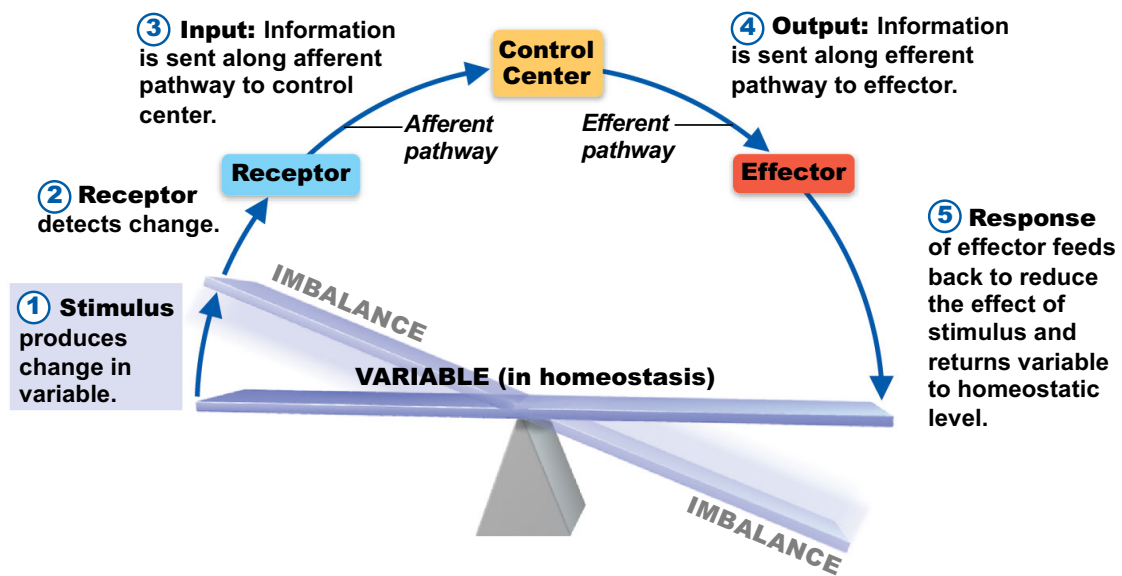 1 Stimulus
produces
change in
variable.
2 Receptor
detects change.
3 Input: Information
is sent along afferent
pathway to control
center.
Receptor
Afferent
pathway
Control
Center
Efferent
pathway
4 Output: Information
is sent along efferent
pathway to effector.
Effector
5 Response
of effector feeds
back to reduce
the effect of
stimulus and
returns variable
to homeostatic
level.
IMBALANCE
VARIABLE (in homeostasis)
IMBALANCE